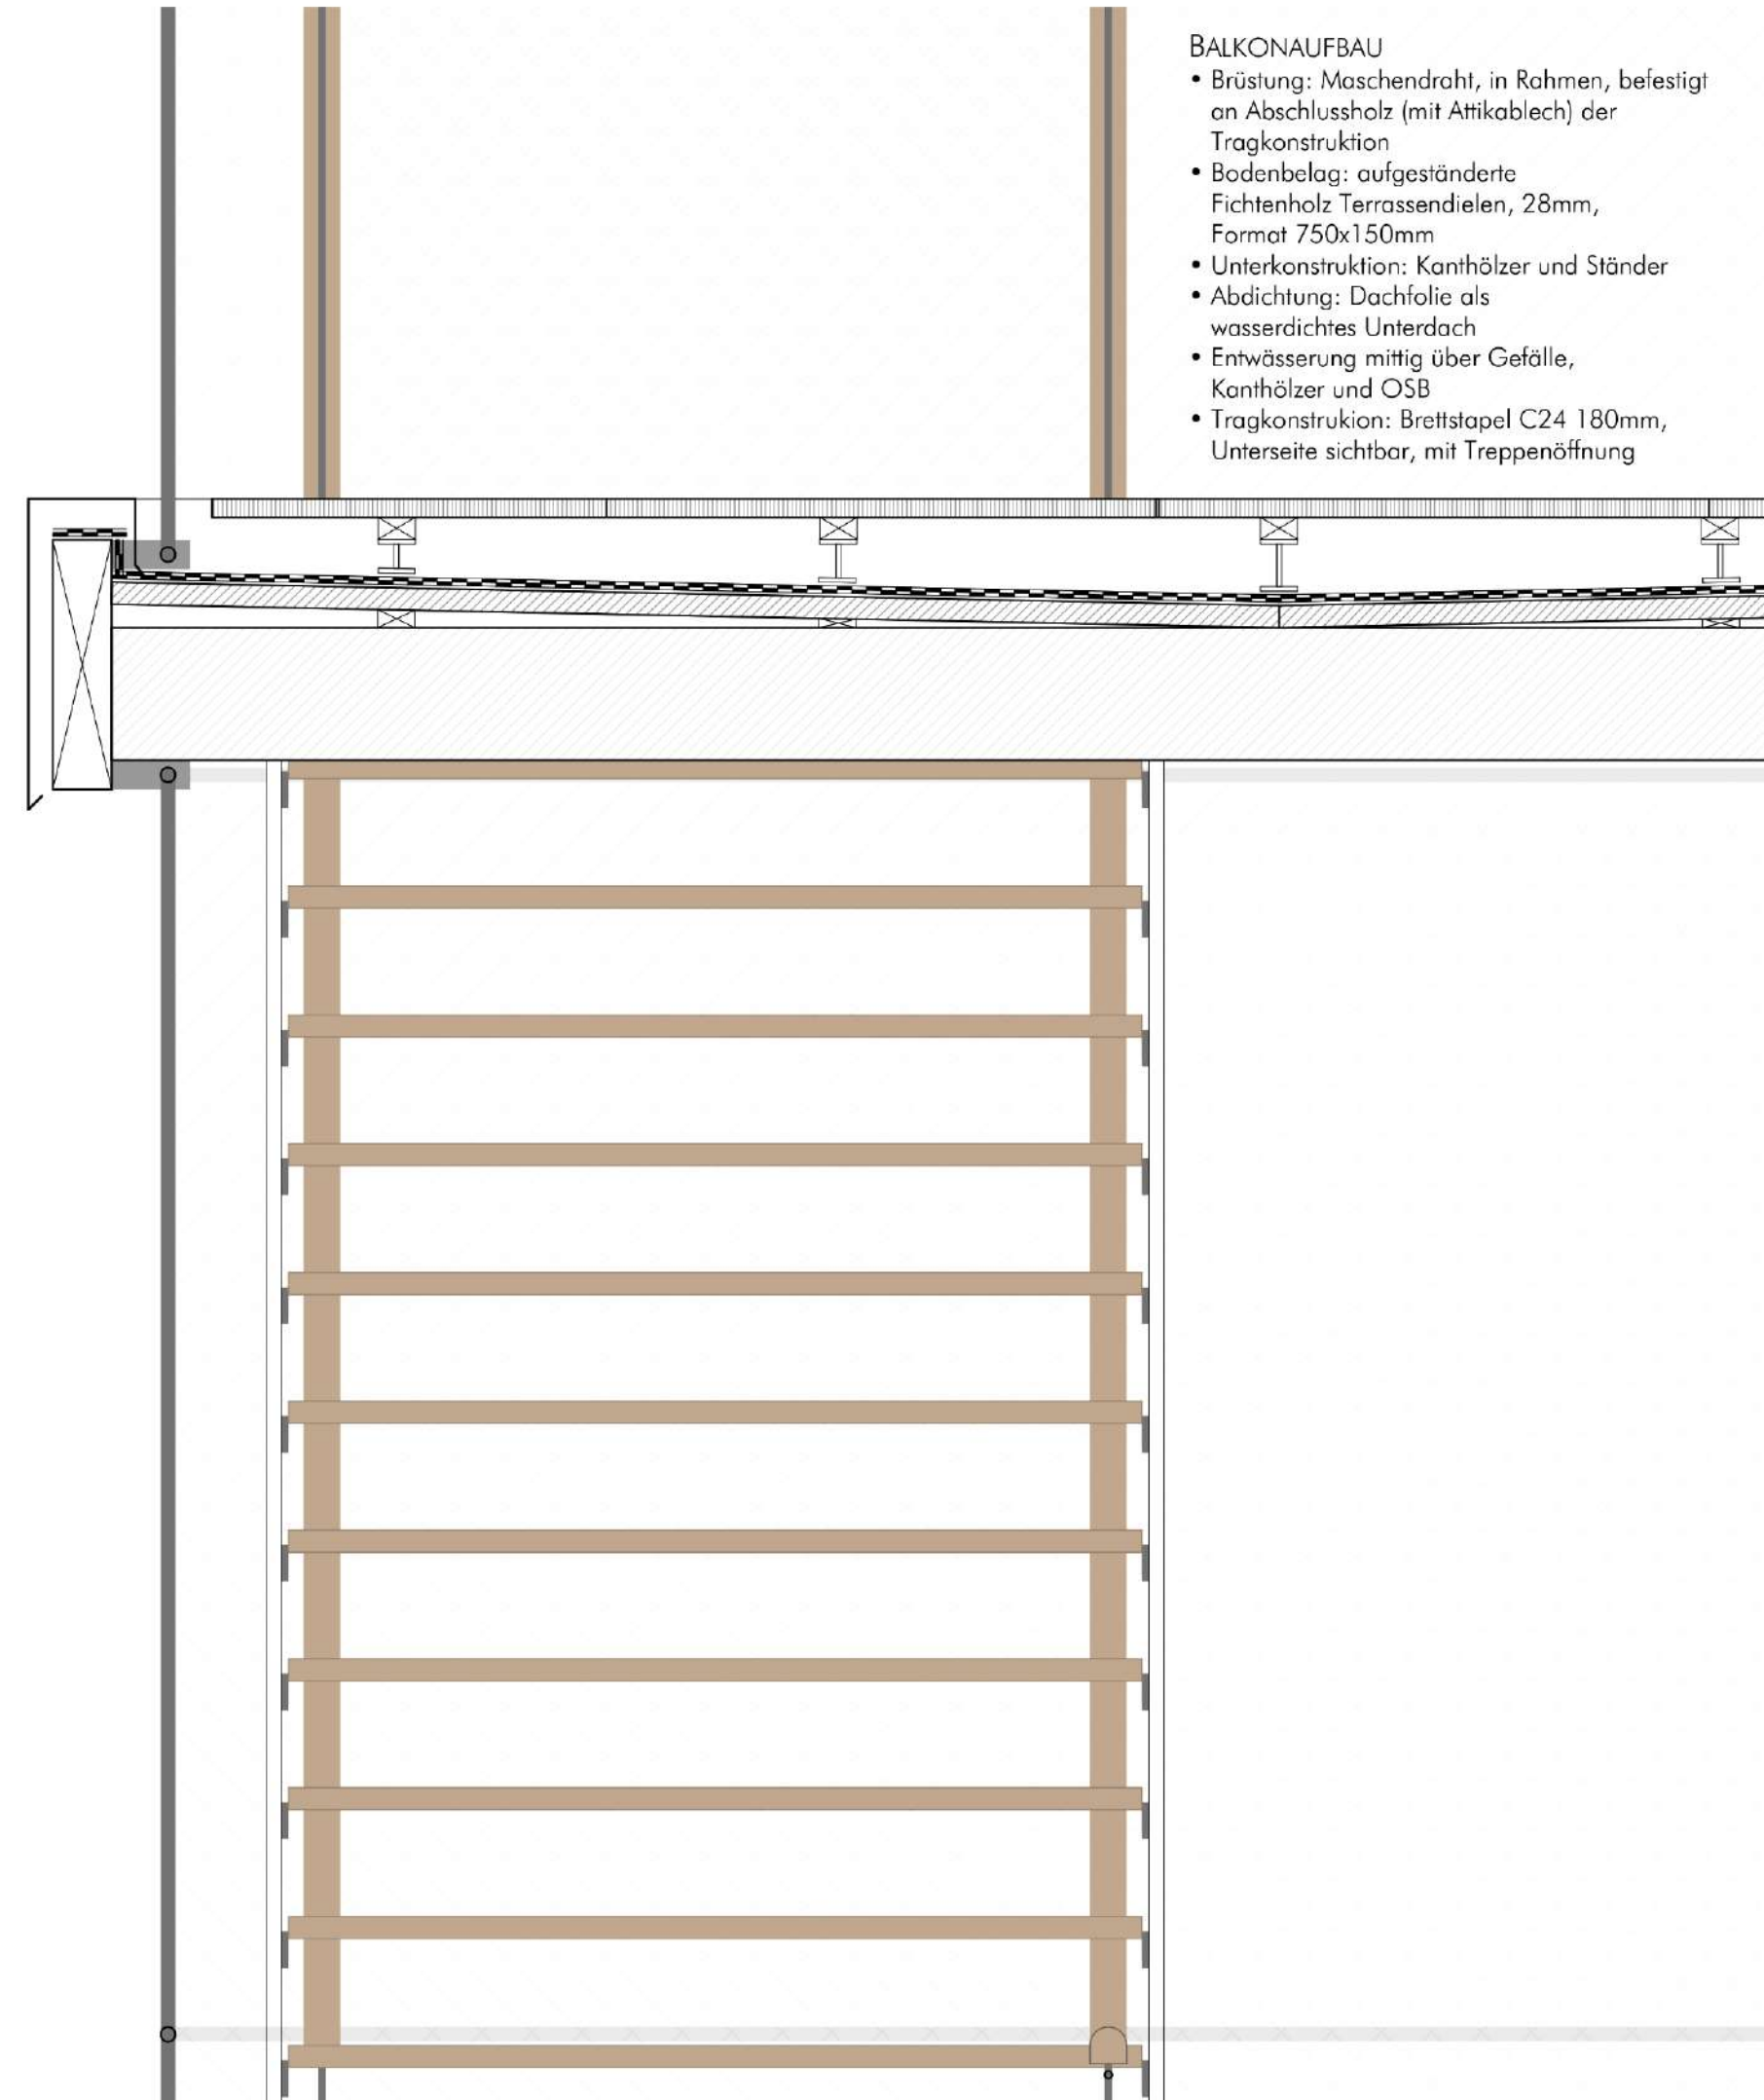 BALKONAUFBAU
• Brüstung: Maschendraht, in Rahmen, befestigt
an Abschlussholz (mit Attikablech) der
Tragkonstruktion
• Bodenbelag: aufgeständerte
Fichtenholz Terrassendielen, 28mm,
Format 750x150mm
• Unterkonstruktion: Kanthölzer und Ständer
• Abdichtung: Dachfolie als
wasserdichtes Unterdach
• Entwässerung mittig über Gefälle,
Kanthölzer und OSB
• Tragkonstrukion: Brettstapel C24 180mm,
Unterseite sichtbar, mit Treppenöffnung